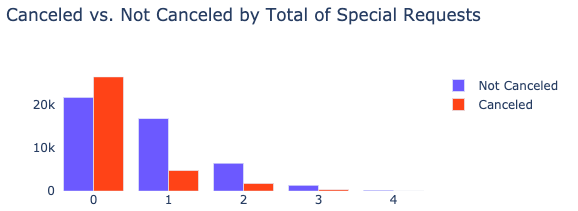 Canceled vs. Not Canceled by Total of Special Requests
Not Canceled
Canceled
20k
10k
0
0 1 2 3 4